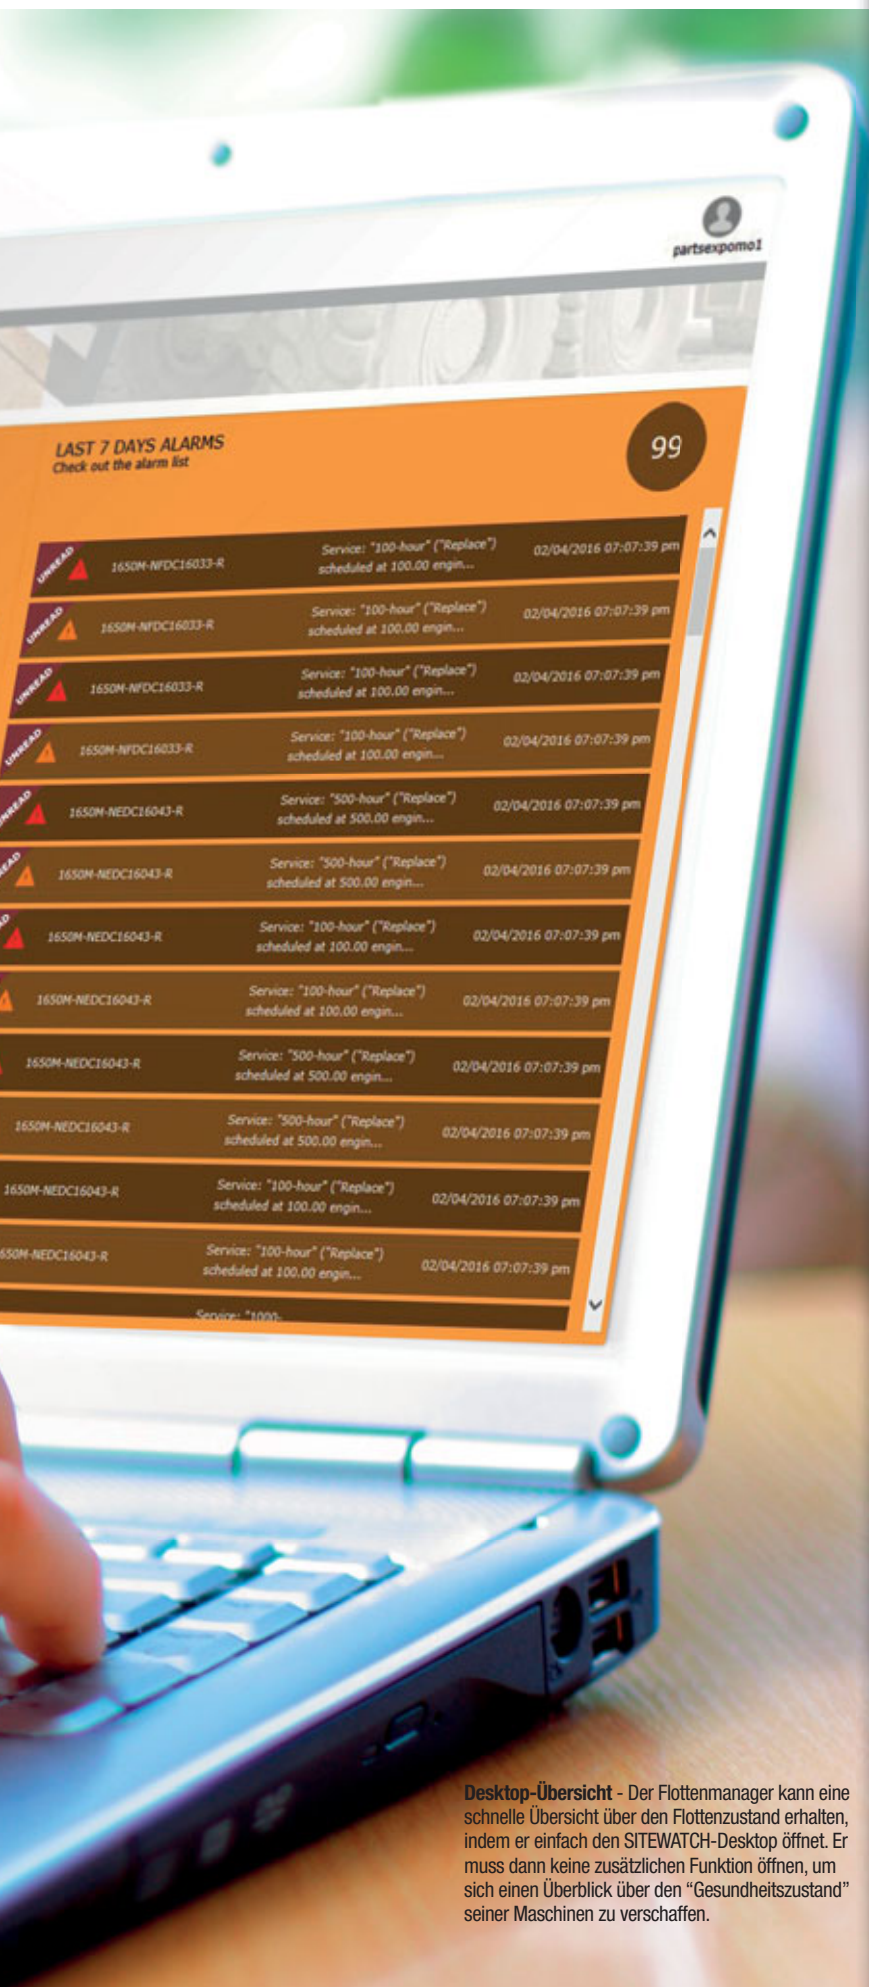 partsexpomo1
LAST 7 DAYS ALARMS
Check out the alarm list
99
UNREAD 1650M-NFDC16033-R Service: "100-hour" ("Replace") 02/04/2016 07:07:39 pm
scheduled at 100.00 engin...
UNREAD 1650M-NFDC16033-R Service: "100-hour" ("Replace") 02/04/2016 07:07:39 pm
scheduled at 100.00 engin...
UNREAD 1650M-NFDC16033-R Service: "100-hour" ("Replace") 02/04/2016 07:07:39 pm
scheduled at 100.00 engin...
UNREAD 1650M-NFDC16033-R Service: "100-hour" ("Replace") 02/04/2016 07:07:39 pm
scheduled at 100.00 engin...
UNREAD 1650M-NEDC16043-R Service: "500-hour" ("Replace") 02/04/2016 07:07:39 pm
scheduled at 500.00 engin...
READ 1650M-NEDC16043-R Service: "500-hour" ("Replace") 02/04/2016 07:07:39 pm
scheduled at 500.00 engin...
AD 1650M-NEDC16043-R Service: "100-hour" ("Replace") 02/04/2016 07:07:39 pm
scheduled at 100.00 engin...
1650M-NEDC16043-R Service: "100-hour" ("Replace") 02/04/2016 07:07:39 pm
scheduled at 100.00 engin...
1650M-NEDC16043-R Service: "500-hour" ("Replace") 02/04/2016 07:07:39 pm
scheduled at 500.00 engin...
1650M-NEDC16043-R Service: "500-hour" ("Replace") 02/04/2016 07:07:39 pm
scheduled at 500.00 engin...
1650M-NEDC16043-R Service: "100-hour" ("Replace") 02/04/2016 07:07:39 pm
scheduled at 100.00 engin...
650M-NEDC16043-R Service: "100-hour" ("Replace") 02/04/2016 07:07:39 pm
scheduled at 100.00 engin...
Service: "1000-
Desktop-Übersicht - Der Flottenmanager kann eine
schnelle Übersicht über den Flottenzustand erhalten,
indem er einfach den SITEWATCH-Desktop öffnet. Er
muss dann keine zusätzlichen Funktion öffnen, um
sich einen Überblick über den “Gesundheitszustand”
seiner Maschinen zu verschaffen.